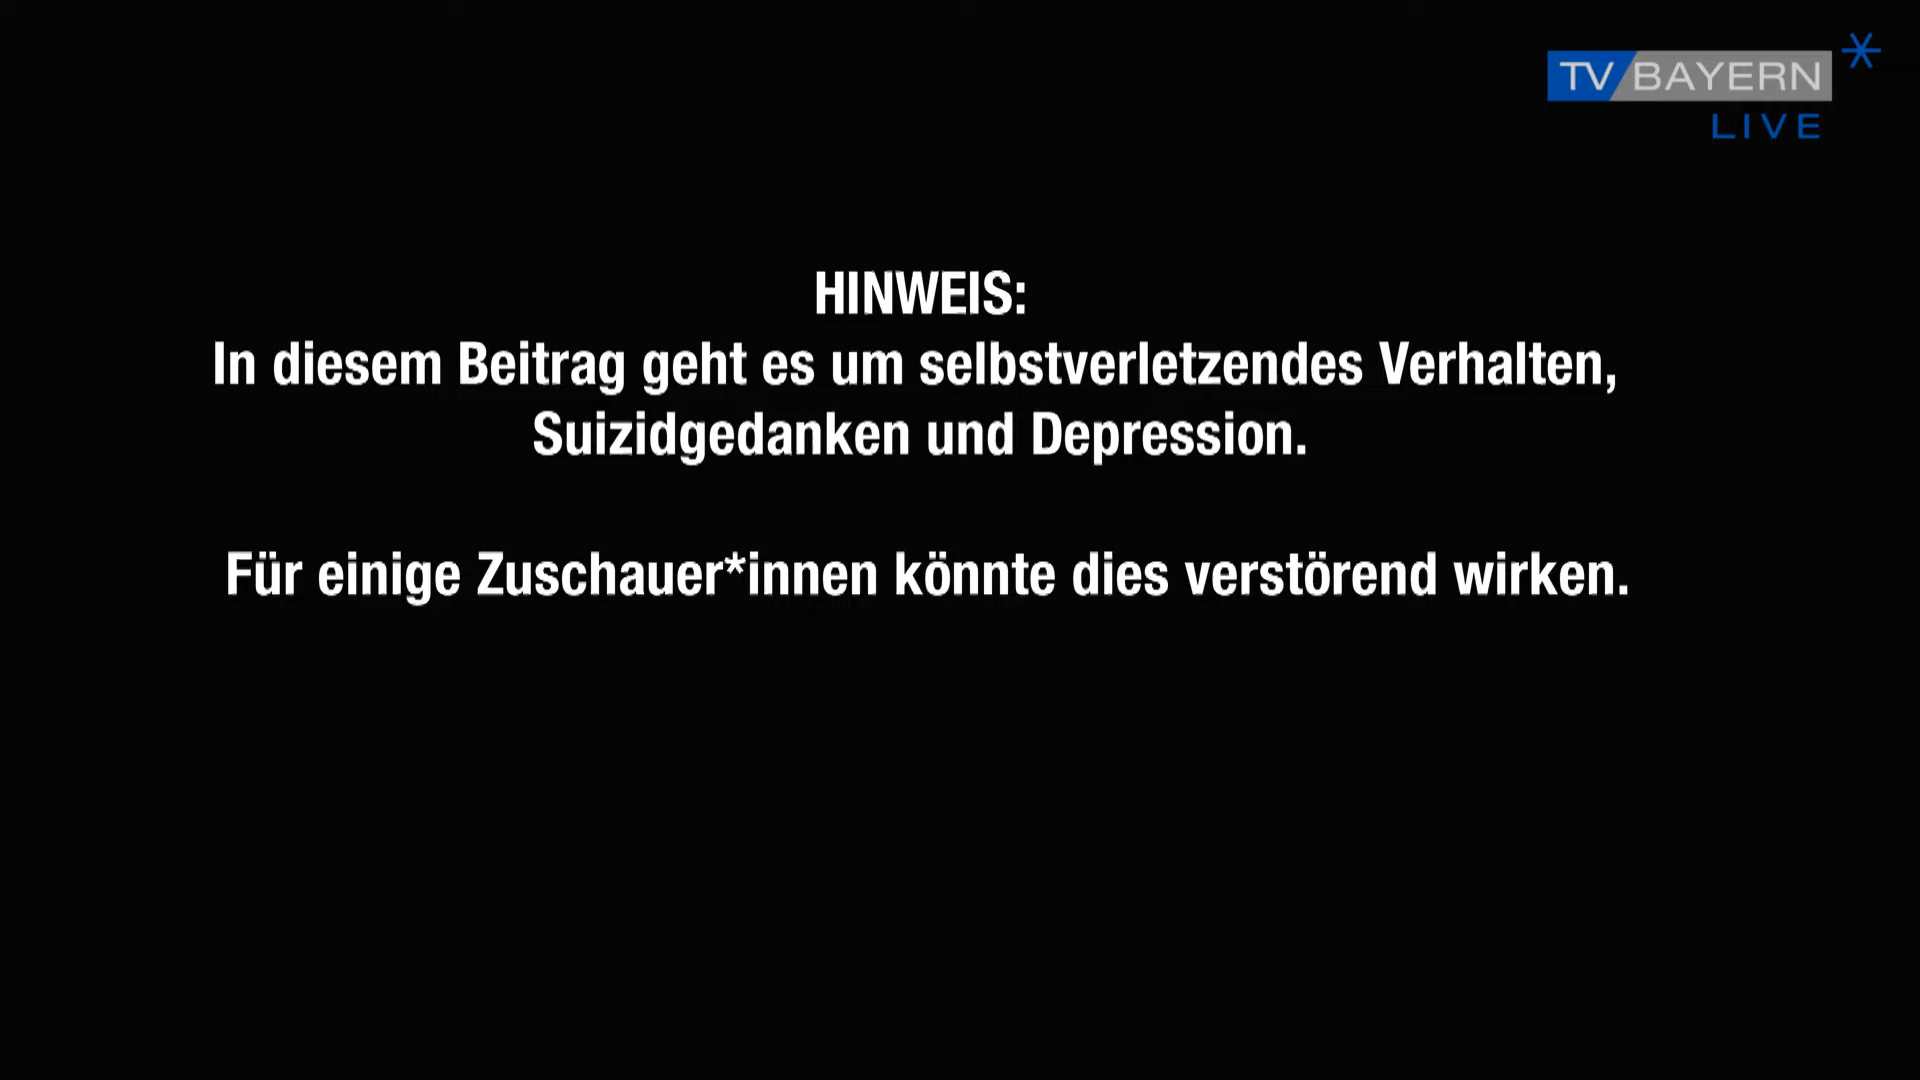 TV BAYERN
LIVE
HINWEIS:
In diesem Beitrag geht es um selbstverletzendes Verhalten,
Suizidgedanken und Depression.
Für einige Zuschauer*innen könnte dies verstörend wirken.